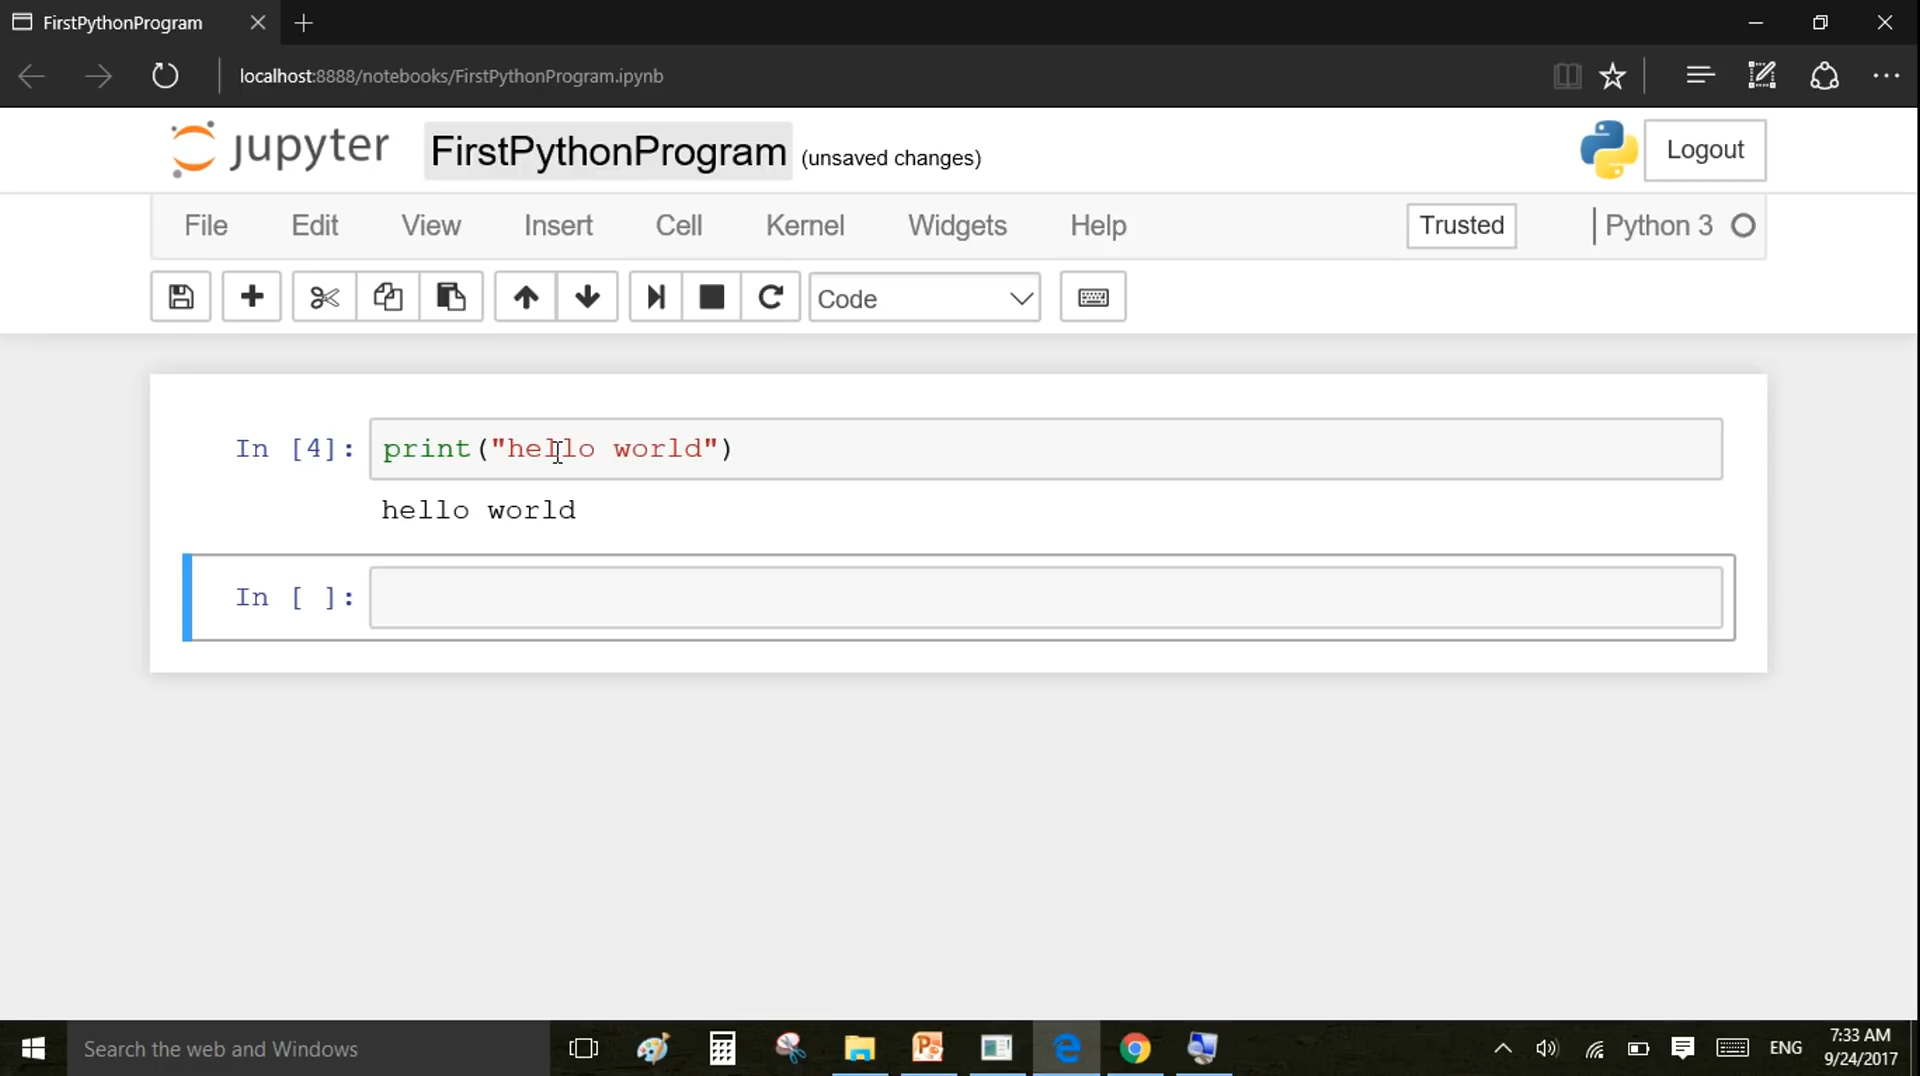 FirstPythonProgram
localhost:8888/notebooks/FirstPythonProgram.ipynb
jupyter FirstPythonProgram (unsaved changes) Logout
File Edit View Insert Cell Kernel Widgets Help Trusted Python 3
Code
In [4]: print("hello world")
hello world
In [ ]:
Search the web and Windows ENG 7:33 AM
9/24/2017